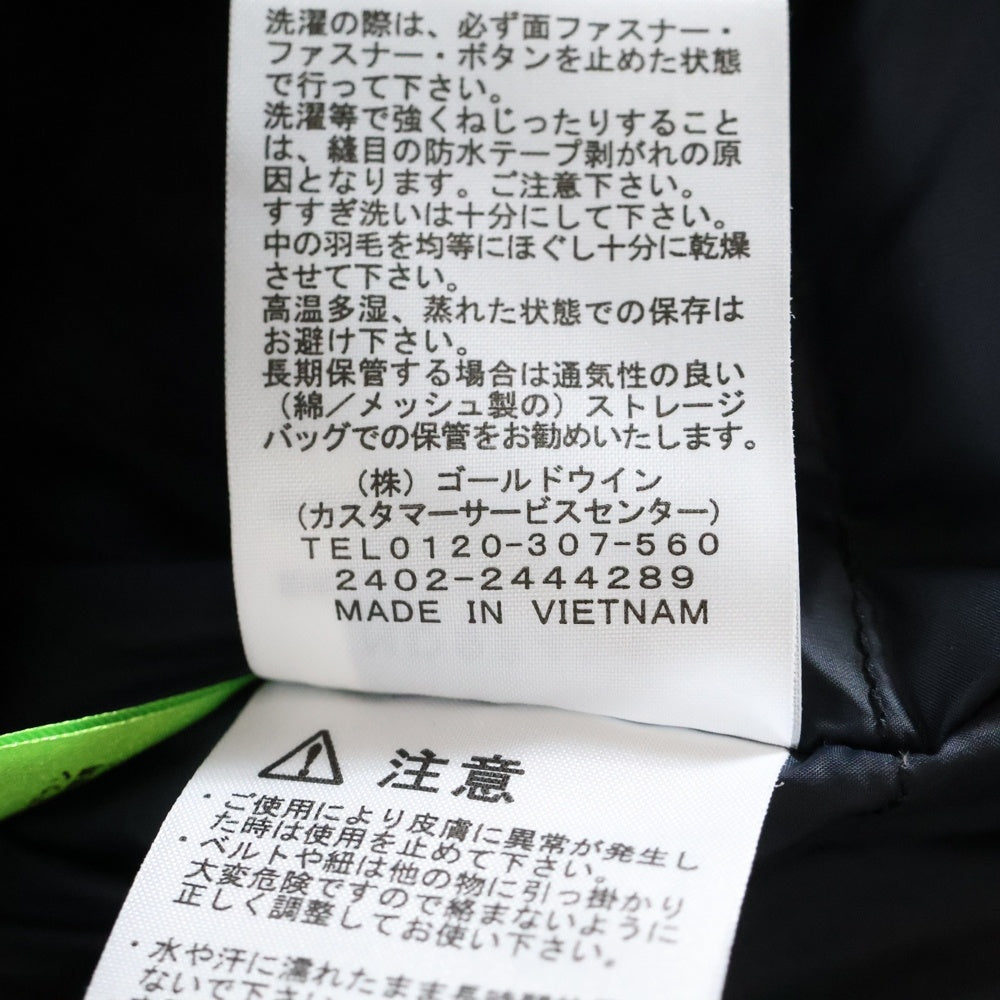 洗濯の際は、必ず面ファスナー・
ファスナー・ボタンを止めた状態
で行って下さい。
洗濯等で強くねじったりすること
は、縫目の防水テープ剥がれの原
因となります。ご注意下さい。
すすぎ洗いは十分にして下さい。
中の羽毛を均等にほぐし十分に乾燥
させて下さい。
高温多湿、蒸れた状態での保存は
お避け下さい。
長期保管する場合は通気性の良い
（綿／メッシュ製の）ストレージ
バッグでの保管をお勧めいたします。
（株）ゴールドウイン
(カスタマーサービスセンター)
TEL0120-307-560
2402-2444289
MADE IN VIETNAM
注意
・ご使用により皮膚に異常が発生し
た時は使用を止めて下さい。
・ベルトや紐は他の物に引っ掛かり
大変危険ですので絡まないように
正しく調整してお使い下さい。
・水や汗に濡れたまま長時間
ないで下さい